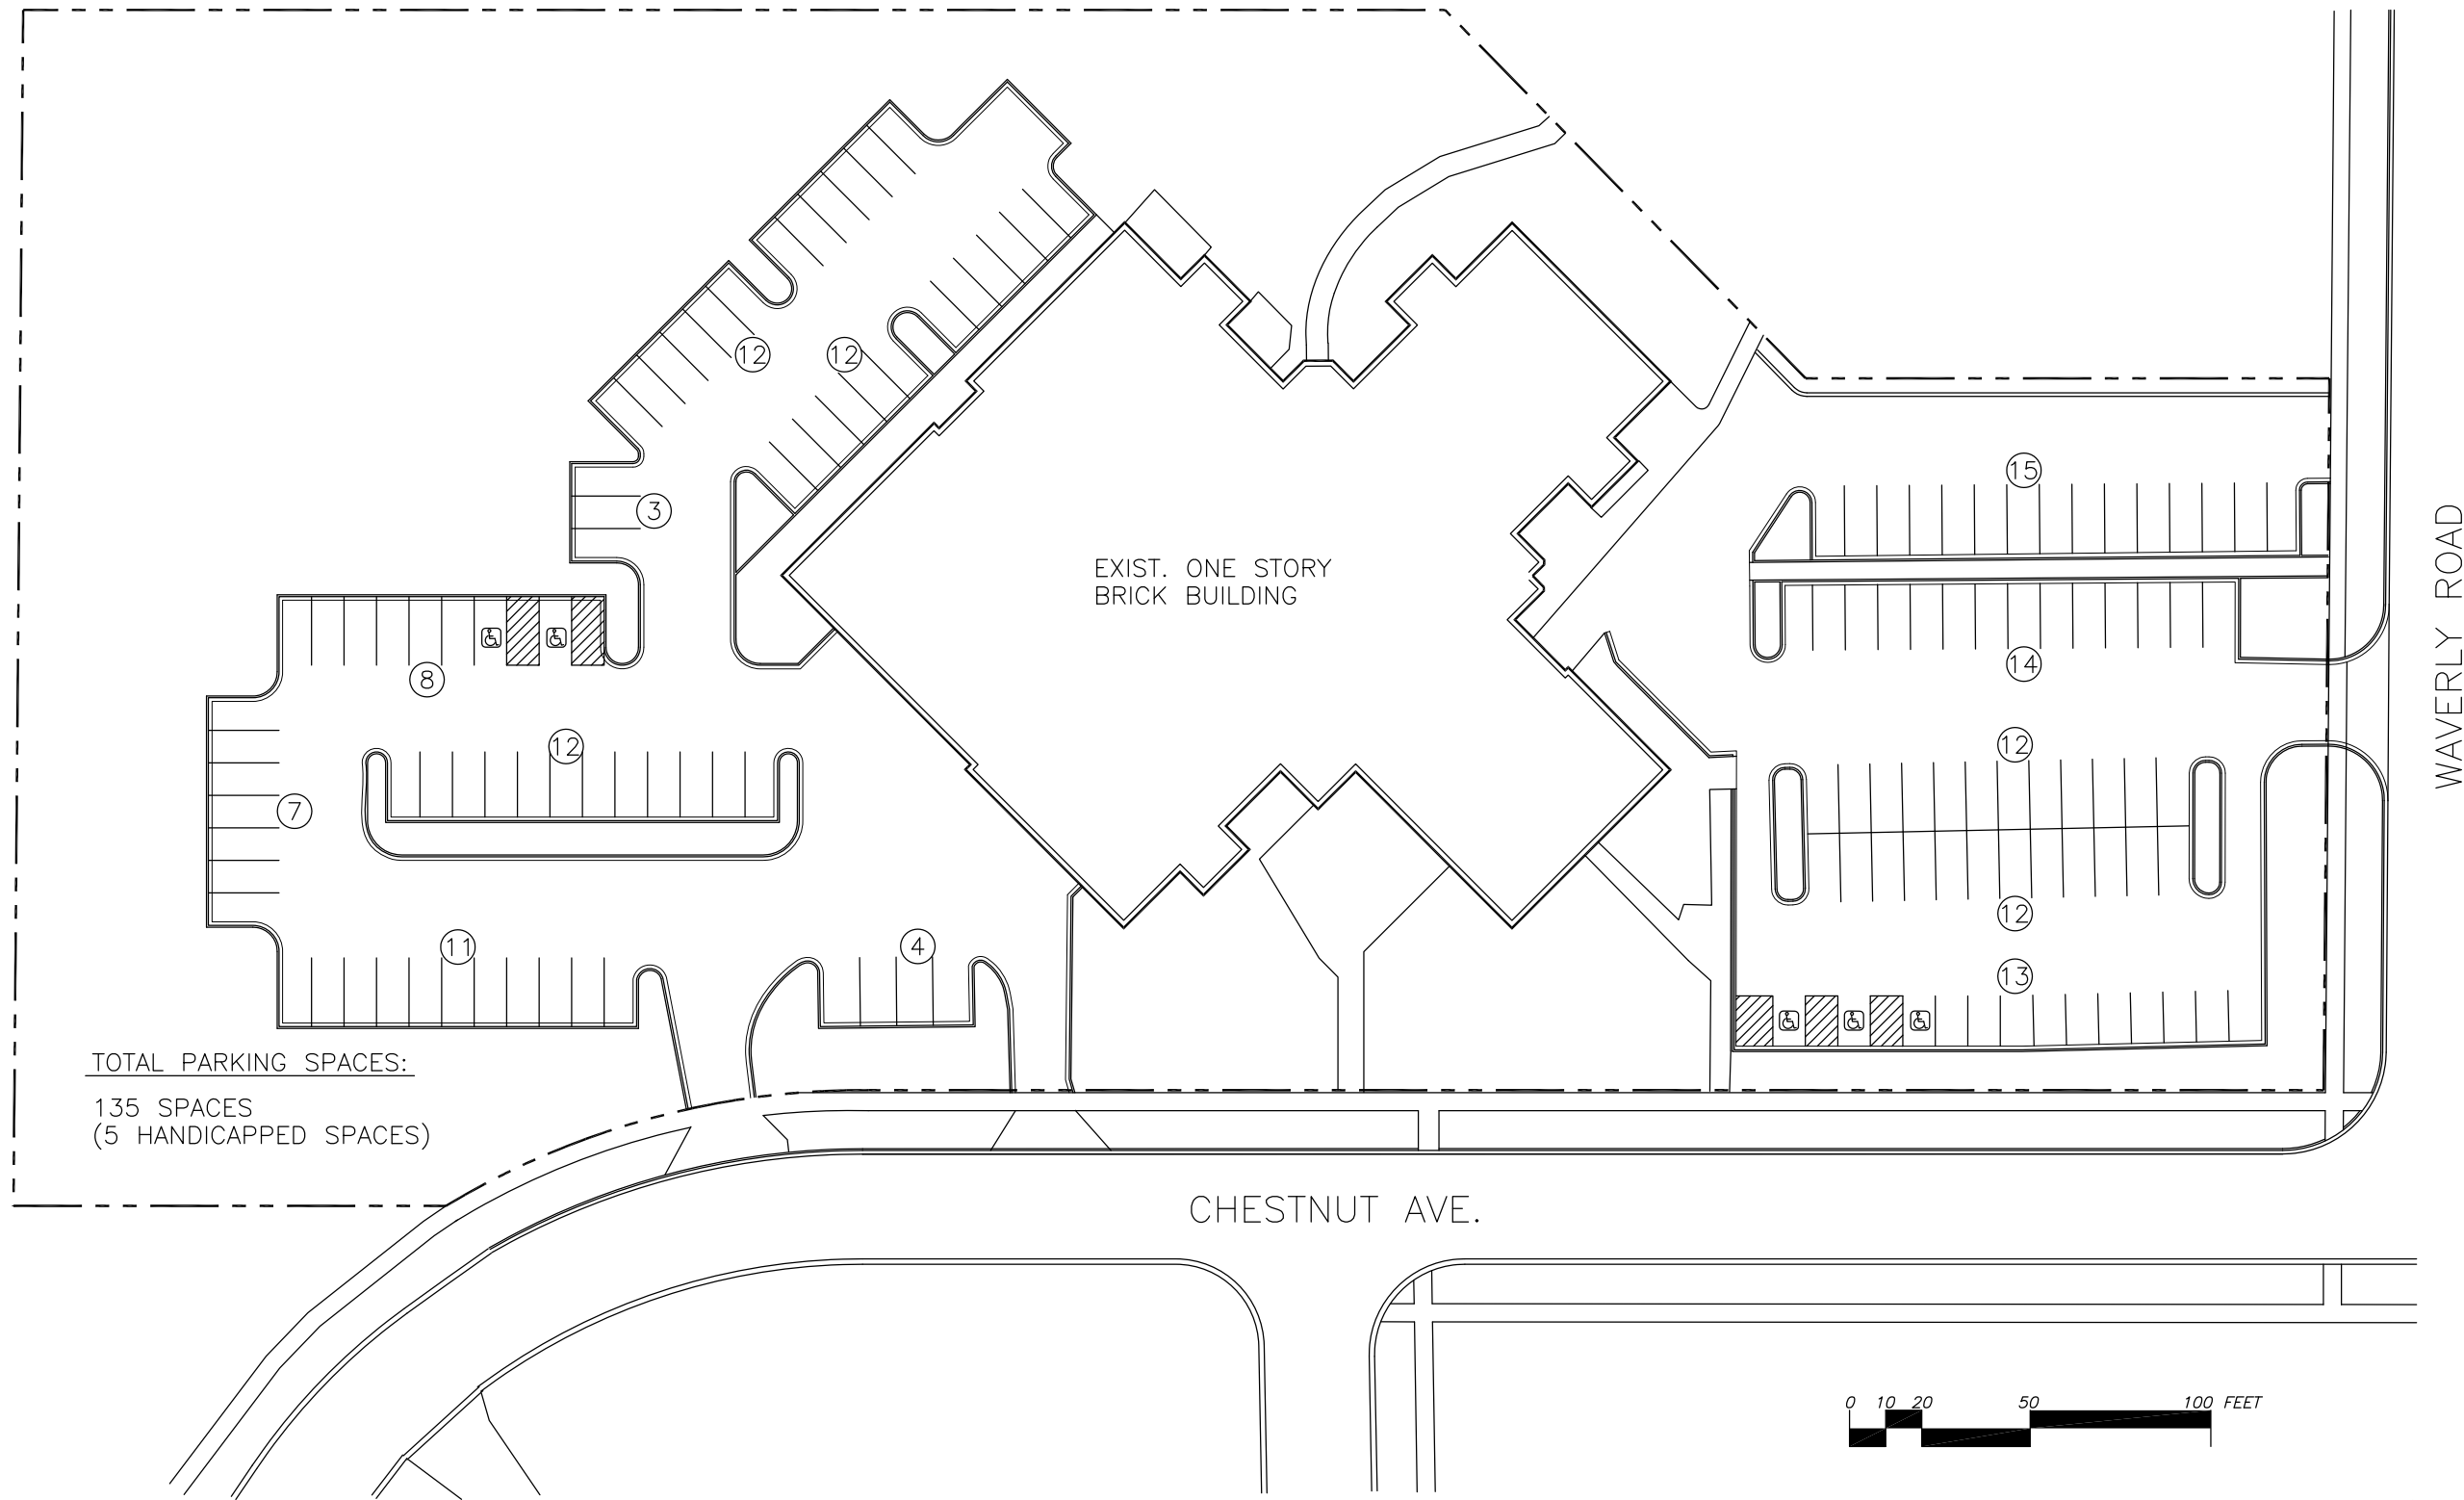 12
12
15
3
EXIST. ONE STORY
BRICK BUILDING
WAVERLY ROAD
8
14
12
12
7
12
11
4
13
TOTAL PARKING SPACES:
135 SPACES
(5 HANDICAPPED SPACES)
CHESTNUT AVE.
0 10 20 50 100 FEET